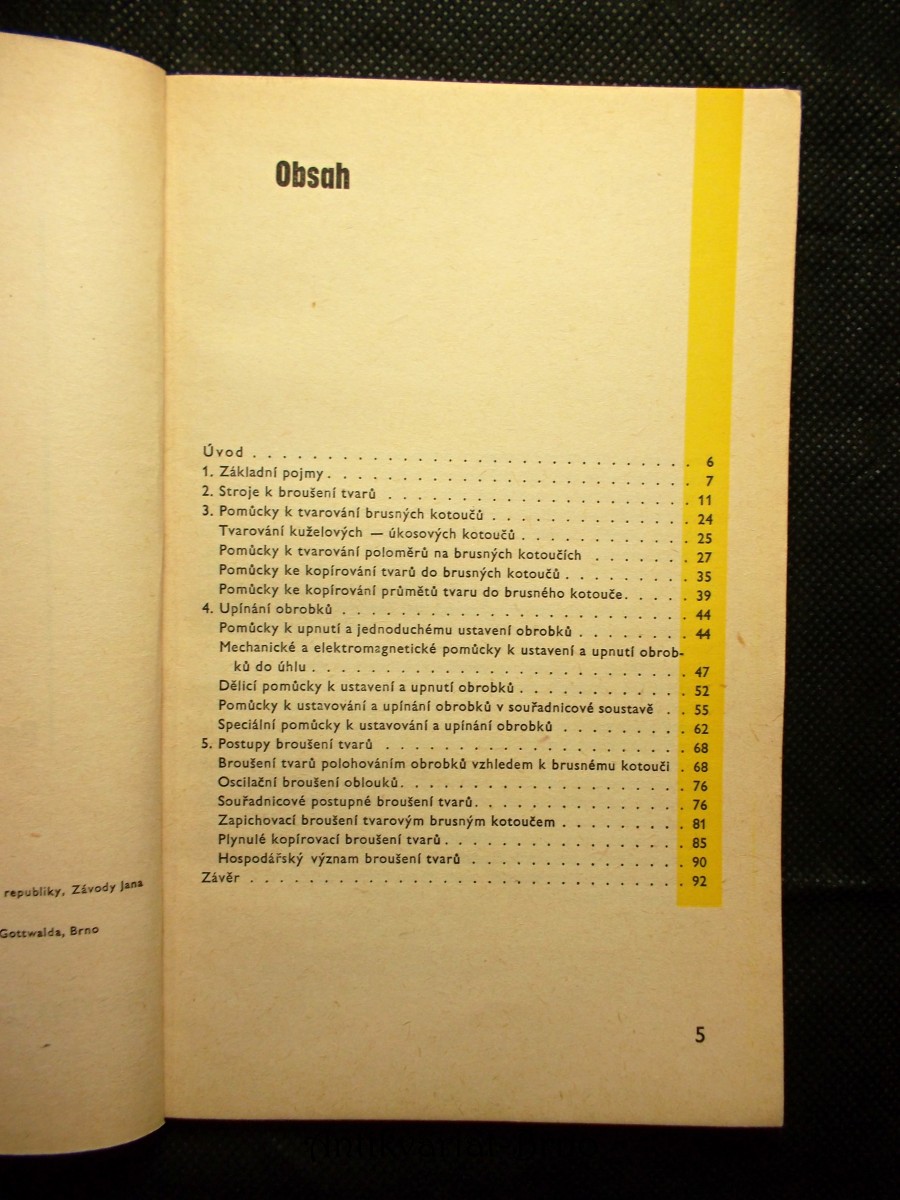 republiky, Závody Jana
Gottwalda, Brno
Obsah
Úvod . . . . . . . . . . . . . . . . . . . . . . . . . . . . . . 6
1. Základní pojmy . . . . . . . . . . . . . . . . . . . . . . . . . 7
2. Stroje k broušení tvarů . . . . . . . . . . . . . . . . . . . . . 11
3. Pomůcky k tvarování brusných kotoučů . . . . . . . . . . . . . . 24
Tvarování kuželových — úkosových kotoučů . . . . . . . . . . . . 25
Pomůcky k tvarování poloměrů na brusných kotoučích . . . . . . . 27
Pomůcky ke kopírování tvarů do brusných kotoučů . . . . . . . . . 35
Pomůcky ke kopírování průmětů tvaru do brusného kotouče . . . . . 39
4. Upínání obrobků . . . . . . . . . . . . . . . . . . . . . . . . 44
Pomůcky k upnutí a jednoduchému ustavení obrobků . . . . . . . . 44
Mechanické a elektromagnetické pomůcky k ustavení a upnutí obrob-
ků do úhlu . . . . . . . . . . . . . . . . . . . . . . . . . . 47
Dělicí pomůcky k ustavení a upnutí obrobků . . . . . . . . . . . . 52
Pomůcky k ustavování a upínání obrobků v souřadnicové soustavě . . 55
Speciální pomůcky k ustavování a upínání obrobků . . . . . . . . . 62
5. Postupy broušení tvarů . . . . . . . . . . . . . . . . . . . . . 68
Broušení tvarů polohováním obrobků vzhledem k brusnému kotouči . 68
Oscilační broušení oblouků . . . . . . . . . . . . . . . . . . . . 76
Souřadnicové postupné broušení tvarů . . . . . . . . . . . . . . . 76
Zapichovací broušení tvarovým brusným kotoučem . . . . . . . . . 81
Plynulé kopírovací broušení tvarů . . . . . . . . . . . . . . . . . 85
Hospodářský význam broušení tvarů . . . . . . . . . . . . . . . . 90
Závěr . . . . . . . . . . . . . . . . . . . . . . . . . . . . . . 92
5